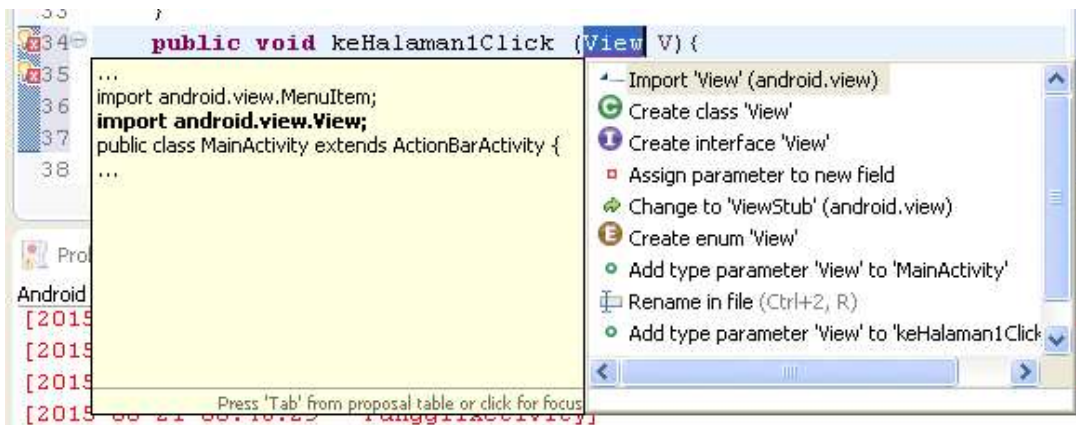 33 }
34 public void keHalaman1Click (View V){
35
36
37
38
...
import android.view.MenuItem;
import android.view.View;
public class MainActivity extends ActionBarActivity {
...
Press 'Tab' from proposal table or click for focus
Import 'View' (android.view)
Create class 'View'
Create interface 'View'
Assign parameter to new field
Change to 'ViewStub' (android.view)
Create enum 'View'
Add type parameter 'View' to 'MainActivity'
Rename in file (Ctrl+2, R)
Add type parameter 'View' to 'keHalaman1Click
Android
[2015
[2015
[2015
[2015